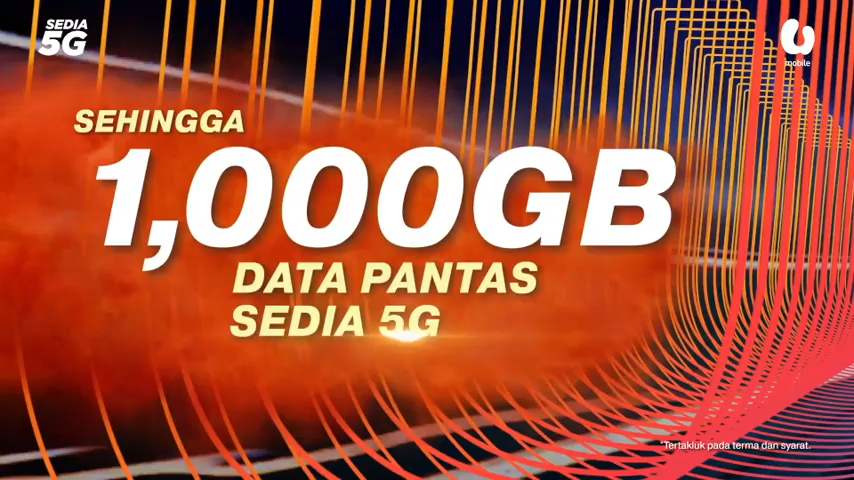 SEDIA
5G
mobile
SEHINGGA
1,000GB
DATA PANTAS
SEDIA 5G
*Tertakluk pada terma dan syarat.